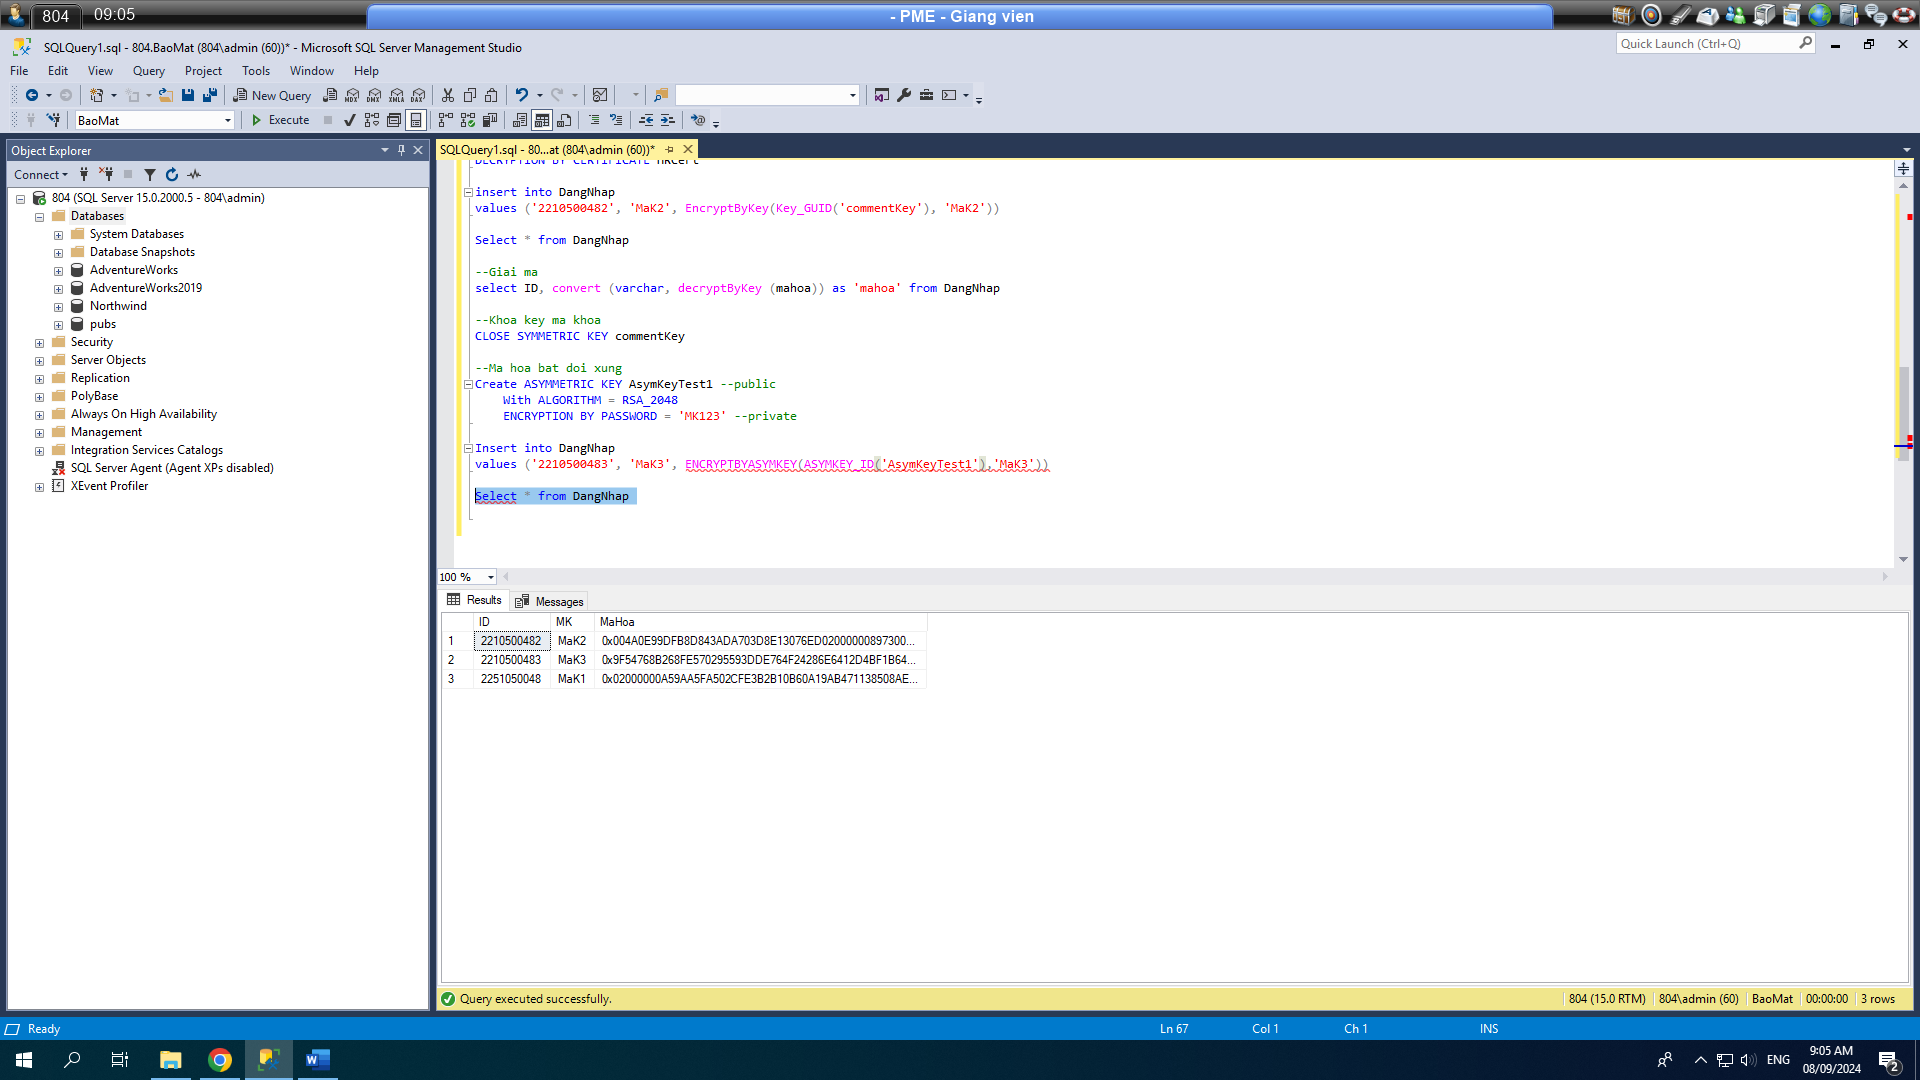 804 09:05 - PME - Giang vien
SQLQuery1.sql - 804.BaoMat (804\admin (60))* - Microsoft SQL Server Management Studio
Quick Launch (Ctrl+Q)
File Edit View Query Project Tools Window Help
New Query MDX DMX XMLA DAX
BaoMat Execute
Object Explorer
Connect
804 (SQL Server 15.0.2000.5 - 804\admin)
Databases
System Databases
Database Snapshots
AdventureWorks
AdventureWorks2019
Northwind
pubs
Security
Server Objects
Replication
PolyBase
Always On High Availability
Management
Integration Services Catalogs
SQL Server Agent (Agent XPs disabled)
XEvent Profiler
SQLQuery1.sql - 80...at (804\admin (60))*
DECRYPTION BY CERTIFICATE HRCert
insert into DangNhap
values ('2210500482', 'MaK2', EncryptByKey(Key_GUID('commentKey'), 'MaK2'))
Select * from DangNhap
--Giai ma
select ID, convert (varchar, decryptByKey (mahoa)) as 'mahoa' from DangNhap
--Khoa key ma khoa
CLOSE SYMMETRIC KEY commentKey
--Ma hoa bat doi xung
Create ASYMMETRIC KEY AsymKeyTest1 --public
With ALGORITHM = RSA_2048
ENCRYPTION BY PASSWORD = 'MK123' --private
Insert into DangNhap
values ('2210500483', 'MaK3', ENCRYPTBYASYMKEY(ASYMKEY_ID('AsymKeyTest1'),'MaK3'))
Select * from DangNhap
100 %
Results Messages
ID MK MaHoa
1 2210500482 MaK2 0x004A0E99DFB8D843ADA703D8E13076ED02000000897300...
2 2210500483 MaK3 0x9F54768B268FE570295593DDE764F24286E6412D4BF1B64...
3 2251050048 MaK1 0x02000000A59AA5FA502CFE3B2B10B60A19AB471138508AE...
Query executed successfully.
804 (15.0 RTM) 804\admin (60) BaoMat 00:00:00 3 rows
Ready Ln 67 Col 1 Ch 1 INS
ENG 9:05 AM
08/09/2024
2